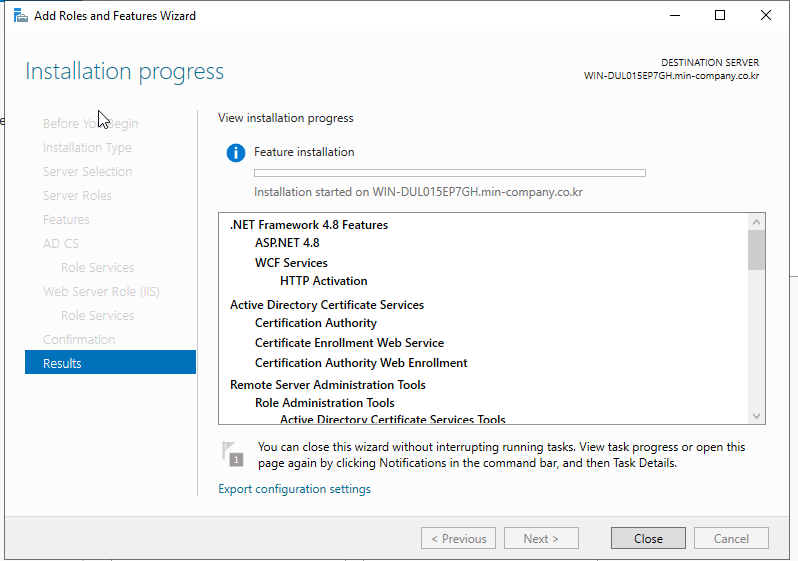 Add Roles and Features Wizard
Installation progress
DESTINATION SERVER
WIN-DUL015EP7GH.min-company.co.kr
Before You Begin
Installation Type
Server Selection
Server Roles
Features
AD CS
Role Services
Web Server Role (IIS)
Role Services
Confirmation
Results
View installation progress
Feature installation
Installation started on WIN-DUL015EP7GH.min-company.co.kr
.NET Framework 4.8 Features
ASP.NET 4.8
WCF Services
HTTP Activation
Active Directory Certificate Services
Certification Authority
Certificate Enrollment Web Service
Certification Authority Web Enrollment
Remote Server Administration Tools
Role Administration Tools
Active Directory Certificate Services Tools
1
You can close this wizard without interrupting running tasks. View task progress or open this
page again by clicking Notifications in the command bar, and then Task Details.
Export configuration settings
< Previous
Next >
Close
Cancel